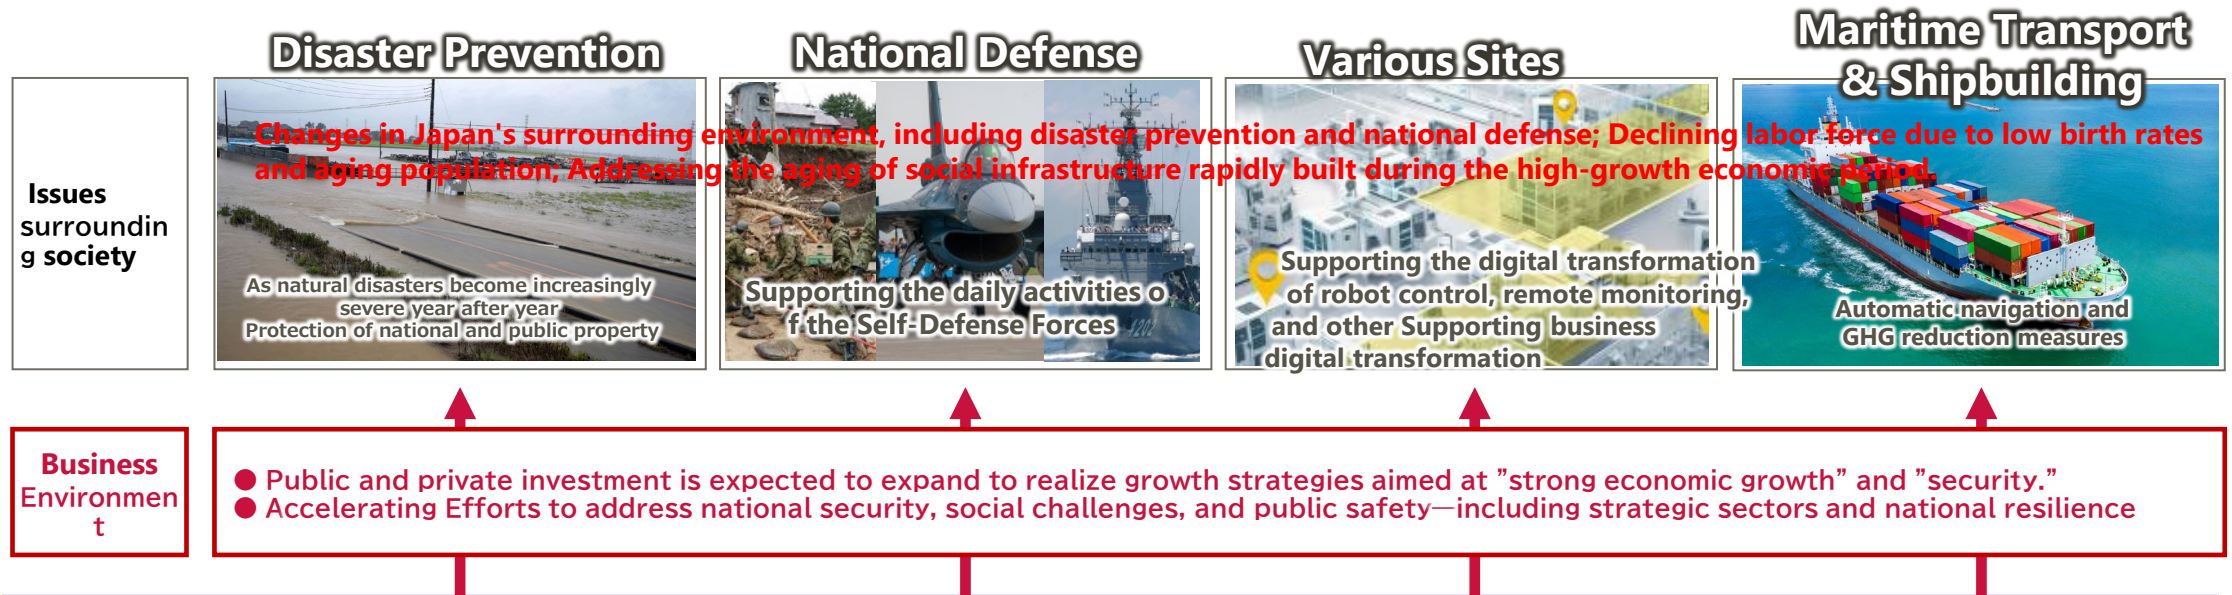 Disaster Prevention
National Defense
Various Sites
Maritime Transport
& Shipbuilding
Issues
surroundin
g society
Changes in Japan's surrounding environment, including disaster prevention and national defense; Declining labor force due to low birth rates
and aging population; Addressing the aging of social infrastructure rapidly built during the high-growth economic period.
As natural disasters become increasingly
severe year after year
Protection of national and public property
Supporting the daily activities o
f the Self-Defense Forces
Supporting the digital transformation
of robot control, remote monitoring,
and other Supporting business
digital transformation
Automatic navigation and
GHG reduction measures
Business
Environmen
t
● Public and private investment is expected to expand to realize growth strategies aimed at ”strong economic growth” and ”security.”
● Accelerating Efforts to address national security, social challenges, and public safety—including strategic sectors and national resilience